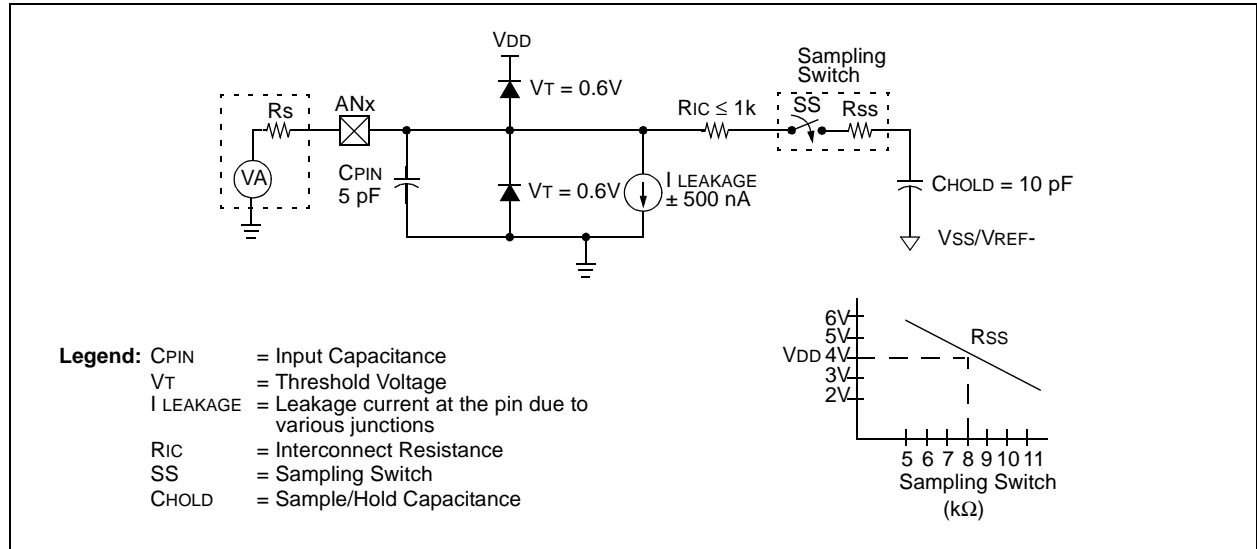 VDD
Sampling
Switch
VT = 0.6V
Rs
ANx
RIC ≤ 1k
SS
RSS
VA
CPIN
5 pF
VT = 0.6V
I LEAKAGE
± 500 nA
CHOLD = 10 pF
VSS/VREF-
6V
5V
RSS
VDD 4V
3V
2V
5 6 7 8 9 10 11
Sampling Switch
(kΩ)
Legend: CPIN = Input Capacitance
VT = Threshold Voltage
I LEAKAGE = Leakage current at the pin due to
various junctions
RIC = Interconnect Resistance
SS = Sampling Switch
CHOLD = Sample/Hold Capacitance